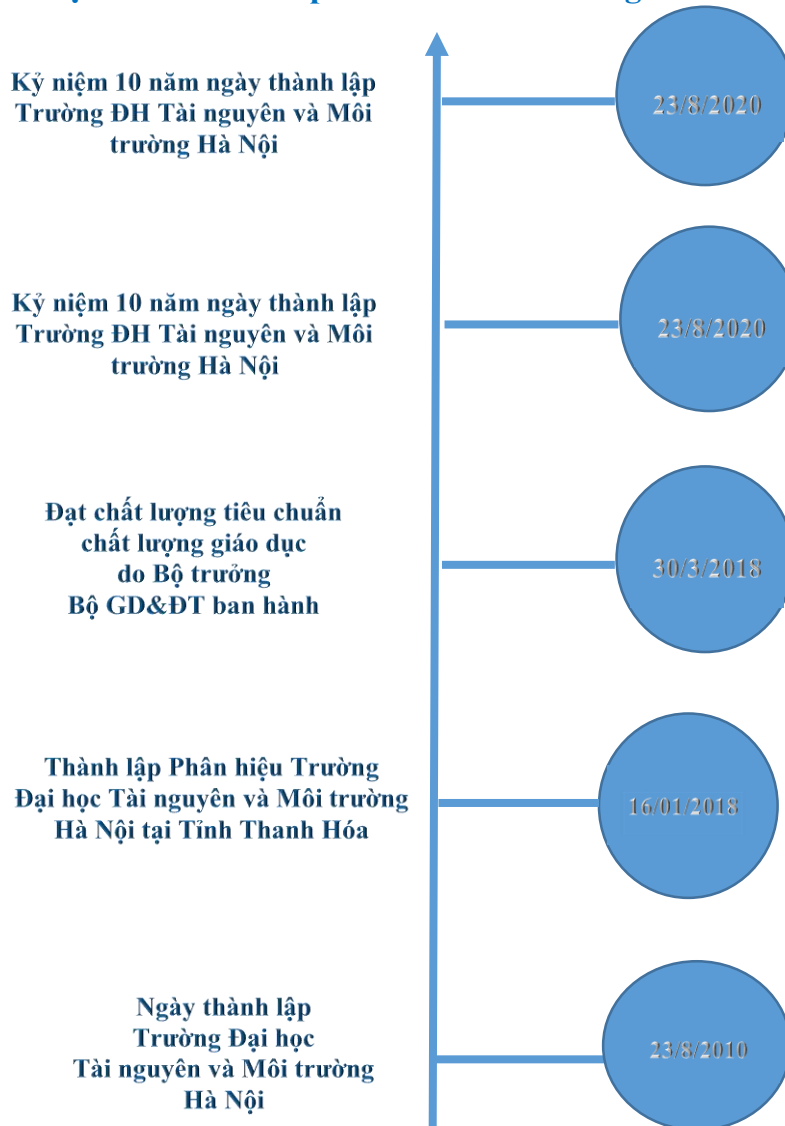 Kỷ niệm 10 năm ngày thành lập
Trường ĐH Tài nguyên và Môi
trường Hà Nội
23/8/2020
Kỷ niệm 10 năm ngày thành lập
Trường ĐH Tài nguyên và Môi
trường Hà Nội
23/8/2020
Đạt chất lượng tiêu chuẩn
chất lượng giáo dục
do Bộ trưởng
Bộ GD&ĐT ban hành
30/3/2018
Thành lập Phân hiệu Trường
Đại học Tài nguyên và Môi trường
Hà Nội tại Tỉnh Thanh Hóa
16/01/2018
Ngày thành lập
Trường Đại học
Tài nguyên và Môi trường
Hà Nội
23/8/2010